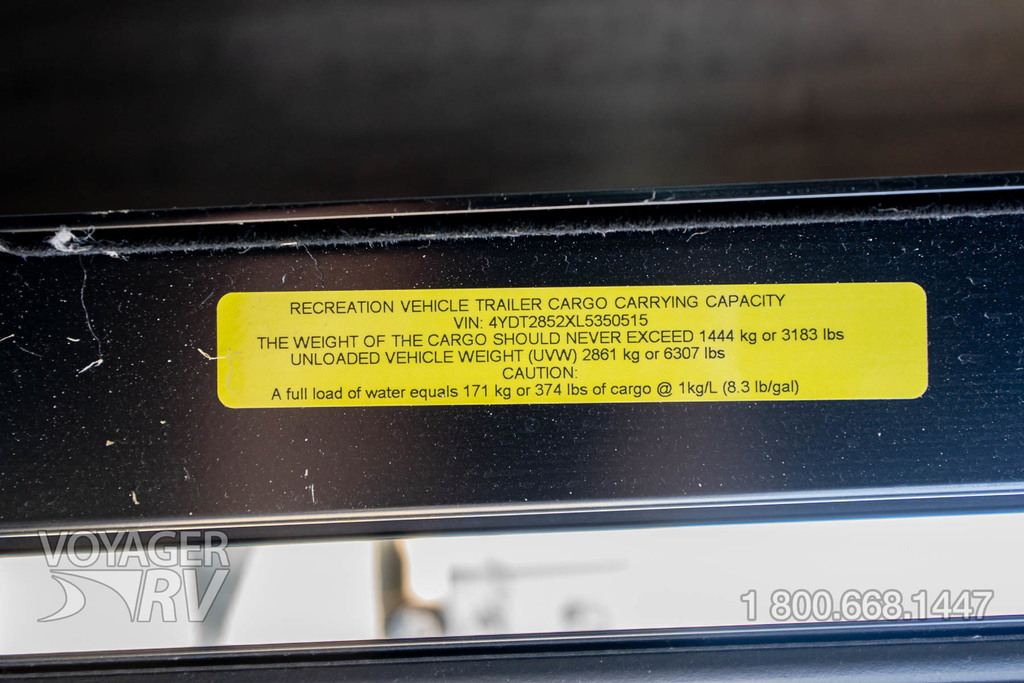 RECREATION VEHICLE TRAILER CARGO CARRYING CAPACITY
VIN: 4YDT2852XL5350515
THE WEIGHT OF THE CARGO SHOULD NEVER EXCEED 1444 kg or 3183 lbs
UNLOADED VEHICLE WEIGHT (UVW) 2861 kg or 6307 lbs
CAUTION:
A full load of water equals 171 kg or 374 lbs of cargo @ 1kg/L (8.3 lb/gal)
VOYAGER
RV
1 800.668.1447